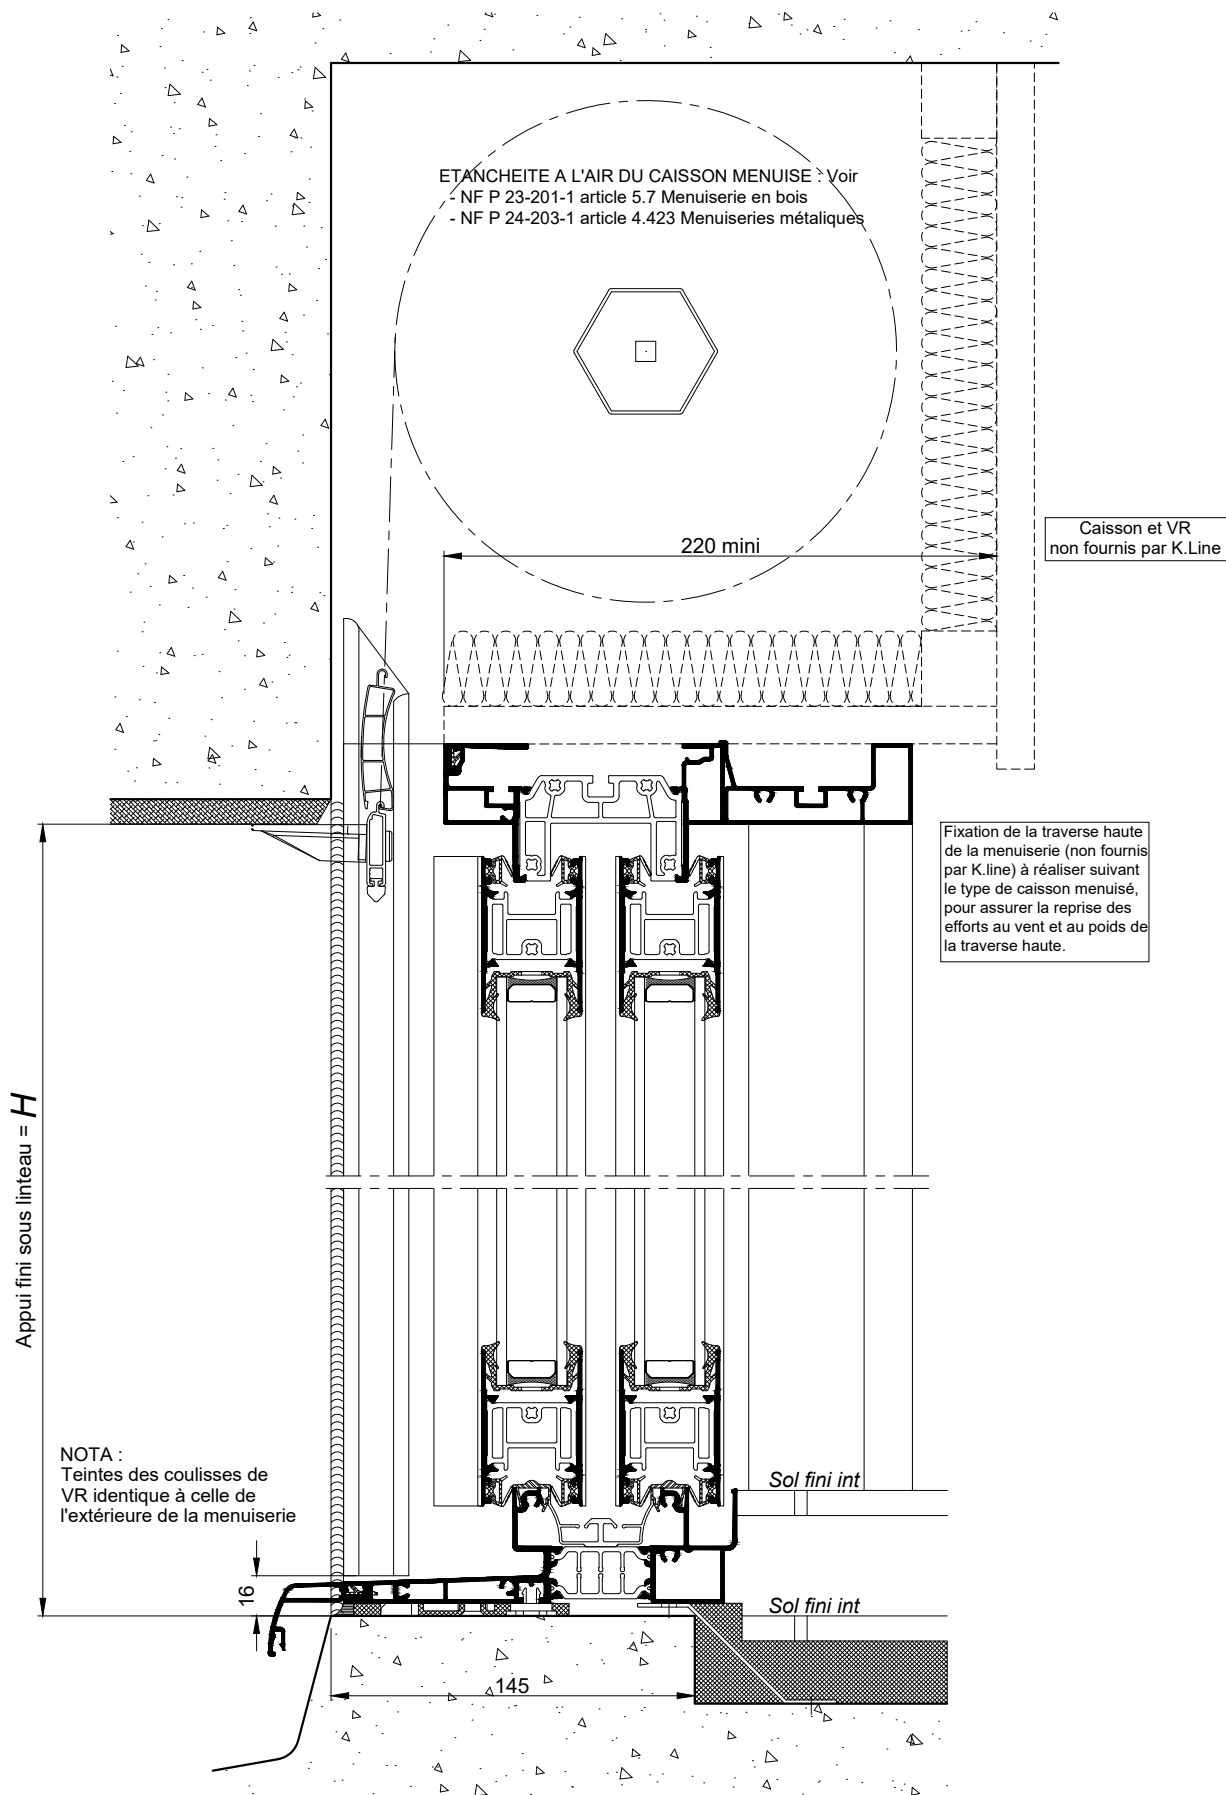 ETANCHEITE A L'AIR DU CAISSON MENUISE : Voir
- NF P 23-201-1 article 5.7 Menuiserie en bois
- NF P 24-203-1 article 4.423 Menuiseries métaliques
220 mini
Caisson et VR
non fournis par K.Line
Fixation de la traverse haute
de la menuiserie (non fournis
par K.line) à réaliser suivant
le type de caisson menuisé,
pour assurer la reprise des
efforts au vent et au poids de
la traverse haute.
Appui fini sous linteau = H
NOTA :
Teintes des coulisses de
VR identique à celle de
l'extérieure de la menuiserie
Sol fini int
16
Sol fini int
145